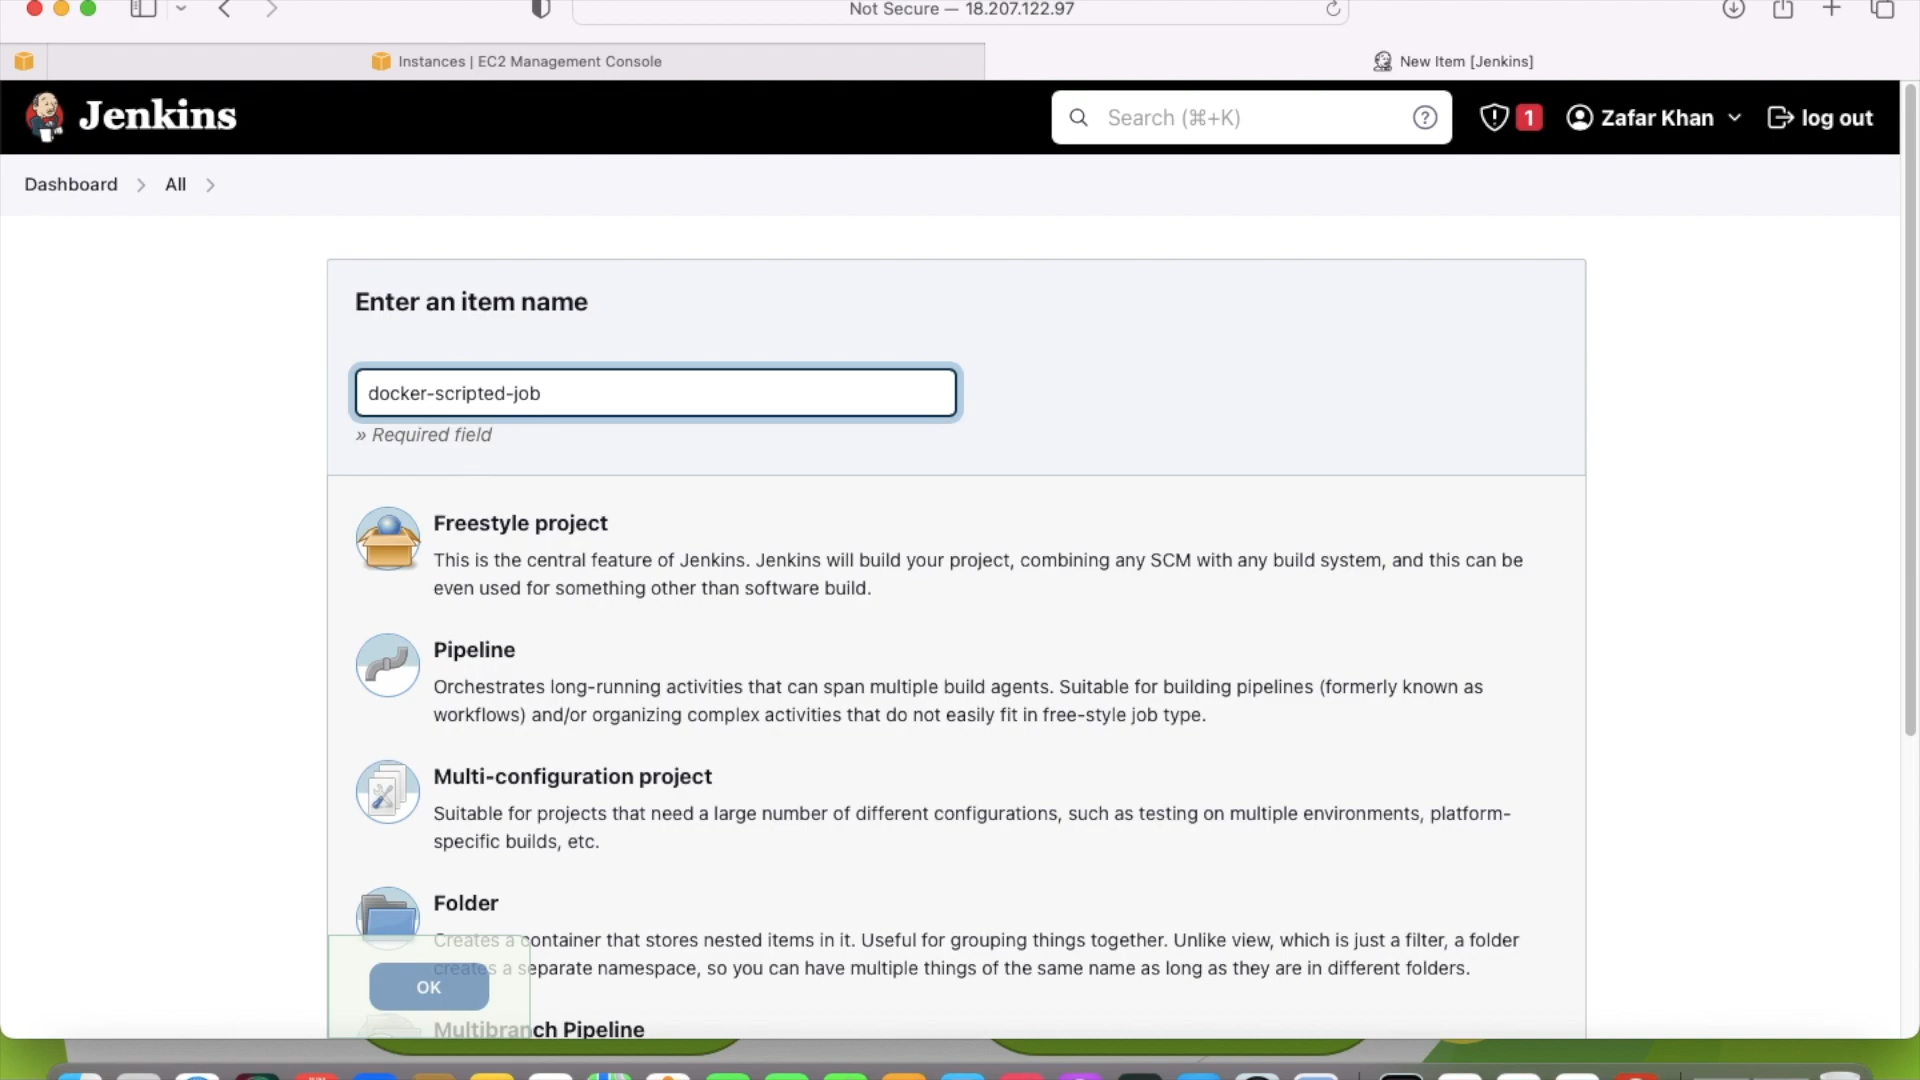 Not Secure — 18.207.122.97
Instances | EC2 Management Console
New Item [Jenkins]
Jenkins
Search (⌘+K)
1
Zafar Khan
log out
Dashboard
All
Enter an item name
docker-scripted-job
» Required field
Freestyle project
This is the central feature of Jenkins. Jenkins will build your project, combining any SCM with any build system, and this can be
even used for something other than software build.
Pipeline
Orchestrates long-running activities that can span multiple build agents. Suitable for building pipelines (formerly known as
workflows) and/or organizing complex activities that do not easily fit in free-style job type.
Multi-configuration project
Suitable for projects that need a large number of different configurations, such as testing on multiple environments, platform-
specific builds, etc.
Folder
Creates a container that stores nested items in it. Useful for grouping things together. Unlike view, which is just a filter, a folder
creates a separate namespace, so you can have multiple things of the same name as long as they are in different folders.
OK
Multibranch Pipeline